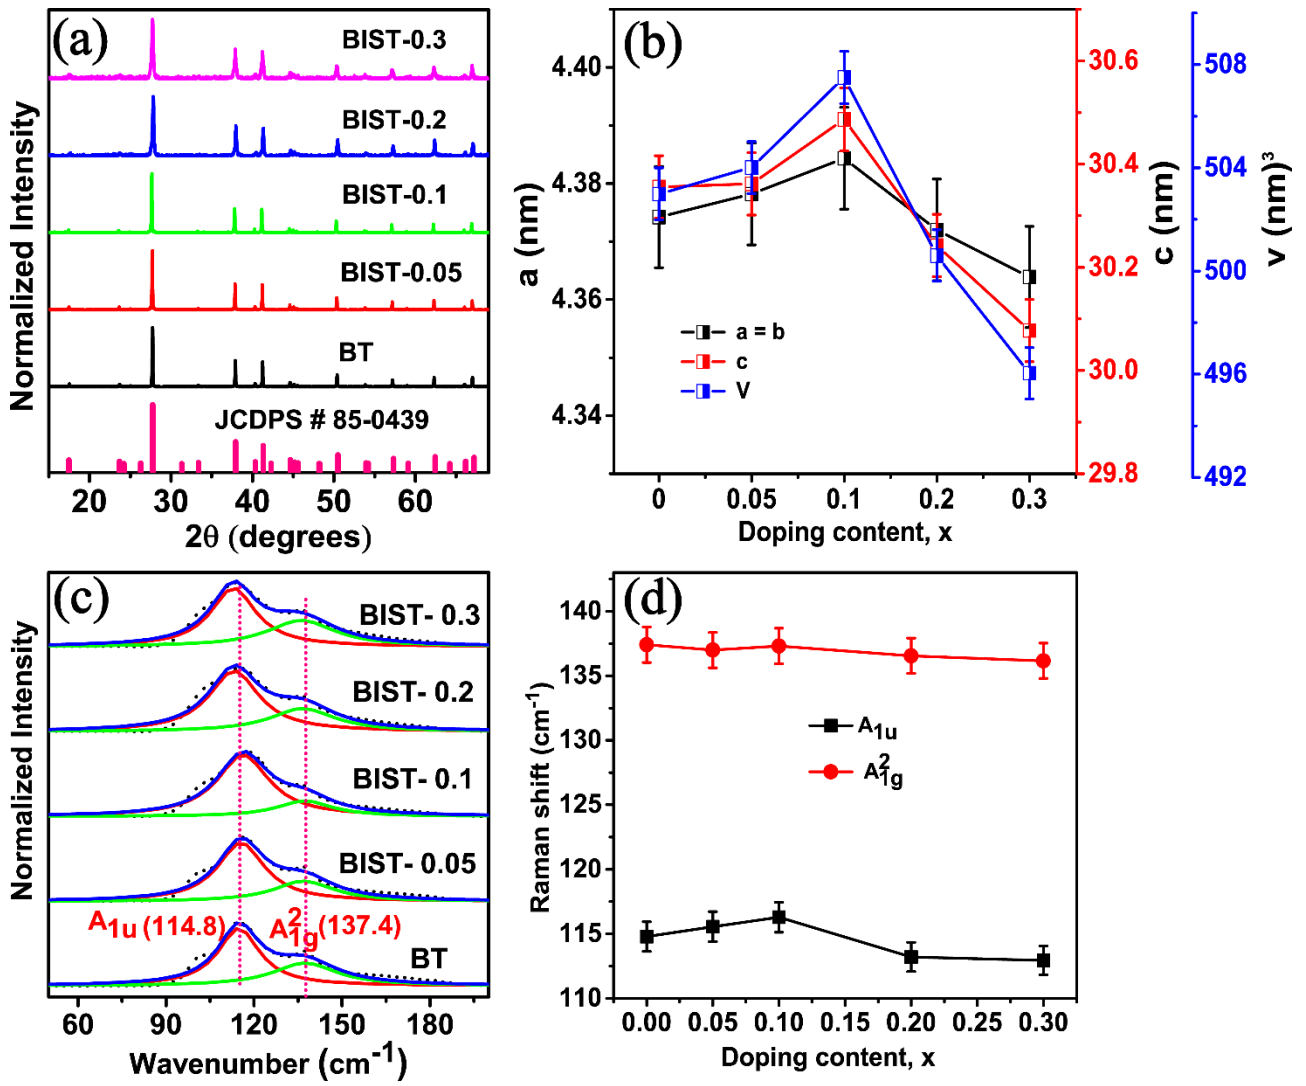 (a)
BIST-0.3
BIST-0.2
BIST-0.1
BIST-0.05
BT
JCDPS # 85-0439
Normalized Intensity
20 30 40 50 60
2θ (degrees)
(b)
4.40
4.38
4.36
4.34
a (nm)
30.6
30.4
30.2
30.0
29.8
c (nm)
508
504
500
496
492
v (nm)³
a = b
c
V
0 0.05 0.1 0.2 0.3
Doping content, x
(c)
BIST- 0.3
BIST- 0.2
BIST- 0.1
BIST- 0.05
A1u (114.8) A²1g (137.4)
BT
Normalized Intensity
60 90 120 150 180
Wavenumber (cm⁻¹)
(d)
140
135
130
125
120
115
110
Raman shift (cm⁻¹)
A1u
A²1g
0.00 0.05 0.10 0.15 0.20 0.25 0.30
Doping content, x